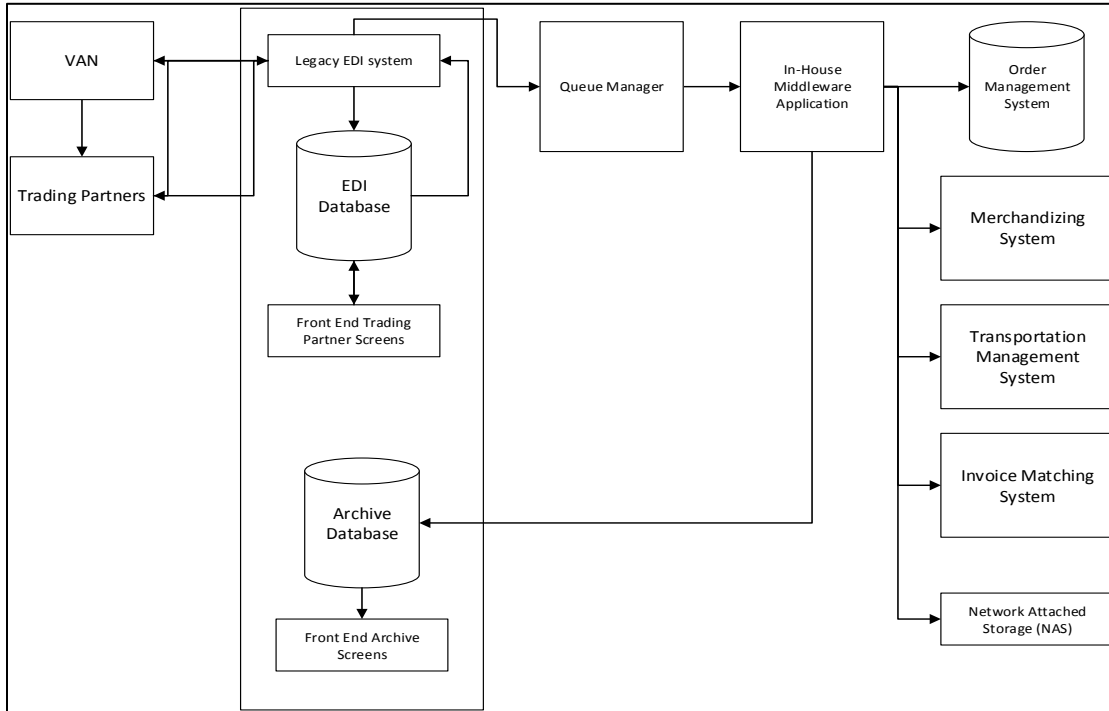 VAN
Trading Partners
Legacy EDI system
EDI
Database
Front End Trading
Partner Screens
Archive
Database
Front End Archive
Screens
Queue Manager
In-House
Middleware
Application
Order
Management
System
Merchandizing
System
Transportation
Management
System
Invoice Matching
System
Network Attached
Storage (NAS)